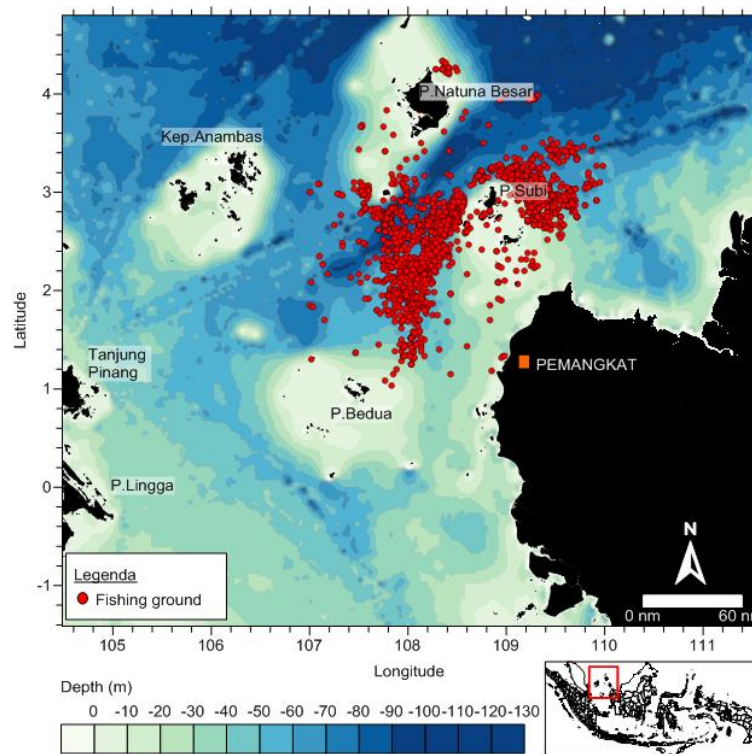 4
3
2
1
0
-1
Latitude
P.Natuna Besar
Kep.Anambas
P.Subi
Tanjung
Pinang
PEMANGKAT
P.Bedua
P.Lingga
N
Legenda
Fishing ground
0 nm 60 nm
105 106 107 108 109 110 111
Longitude
Depth (m)
0 -10 -20 -30 -40 -50 -60 -70 -80 -90 -100 -110 -120 -130